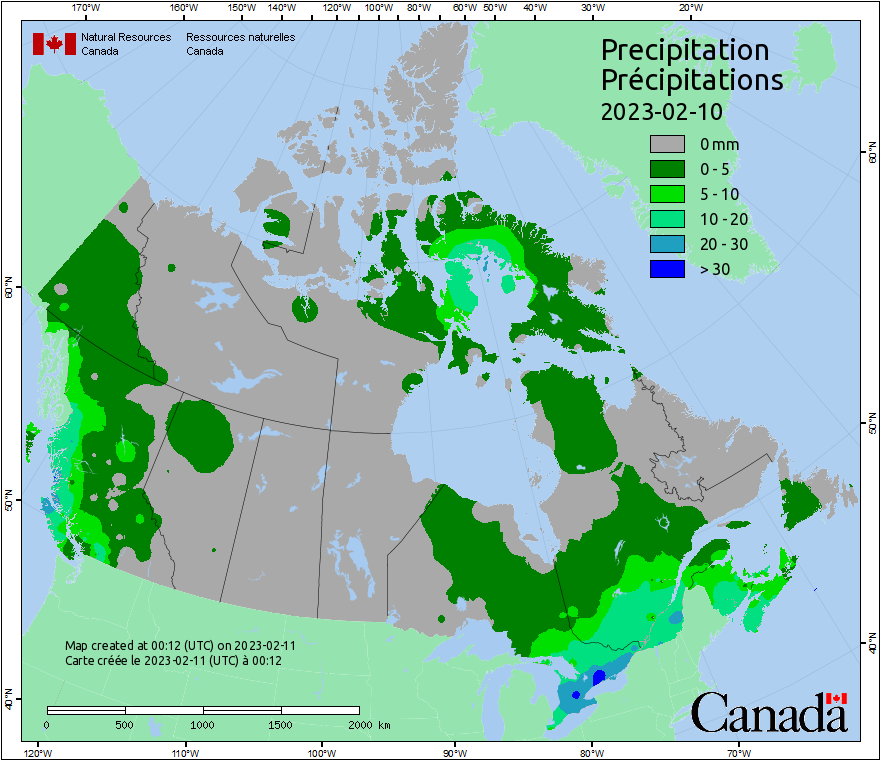 170°W 160°W 150°W 140°W 120°W 100°W 80°W 60°W 50°W 40°W 30°W 20°W
Natural Resources Ressources naturelles
Canada Canada
Precipitation
Précipitations
2023-02-10
0 mm
0 - 5
5 - 10
10 - 20
20 - 30
> 30
60°N
60°N
50°N
50°N
40°N
40°N
Map created at 00:12 (UTC) on 2023-02-11
Carte créée le 2023-02-11 (UTC) à 00:12
0 500 1000 1500 2000 km
Canada
120°W 110°W 100°W 90°W 80°W 70°W